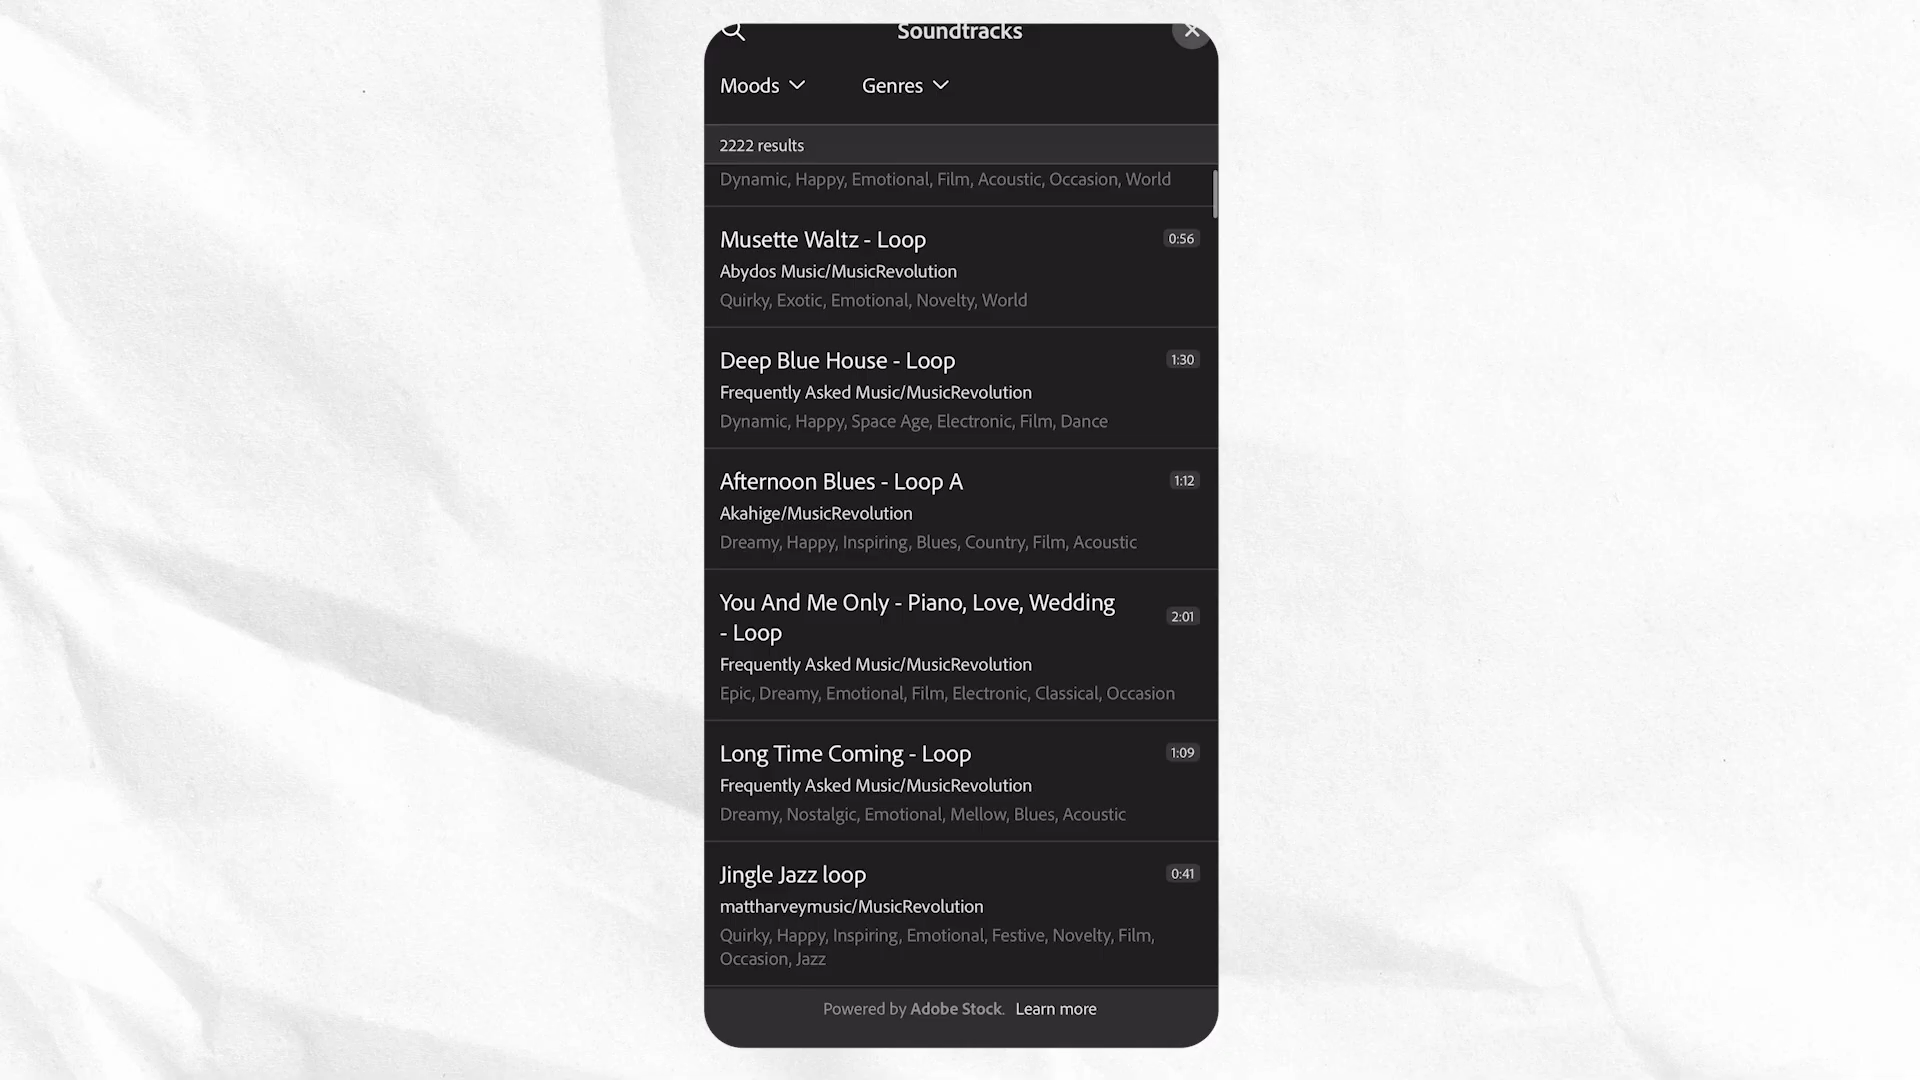 Soundtracks
Moods
Genres
2222 results
Dynamic, Happy, Emotional, Film, Acoustic, Occasion, World
Musette Waltz - Loop
0:56
Abydos Music/MusicRevolution
Quirky, Exotic, Emotional, Novelty, World
Deep Blue House - Loop
1:30
Frequently Asked Music/MusicRevolution
Dynamic, Happy, Space Age, Electronic, Film, Dance
Afternoon Blues - Loop A
1:12
Akahige/MusicRevolution
Dreamy, Happy, Inspiring, Blues, Country, Film, Acoustic
You And Me Only - Piano, Love, Wedding
- Loop
2:01
Frequently Asked Music/MusicRevolution
Epic, Dreamy, Emotional, Film, Electronic, Classical, Occasion
Long Time Coming - Loop
1:09
Frequently Asked Music/MusicRevolution
Dreamy, Nostalgic, Emotional, Mellow, Blues, Acoustic
Jingle Jazz loop
0:41
mattharveymusic/MusicRevolution
Quirky, Happy, Inspiring, Emotional, Festive, Novelty, Film,
Occasion, Jazz
Powered by Adobe Stock. Learn more